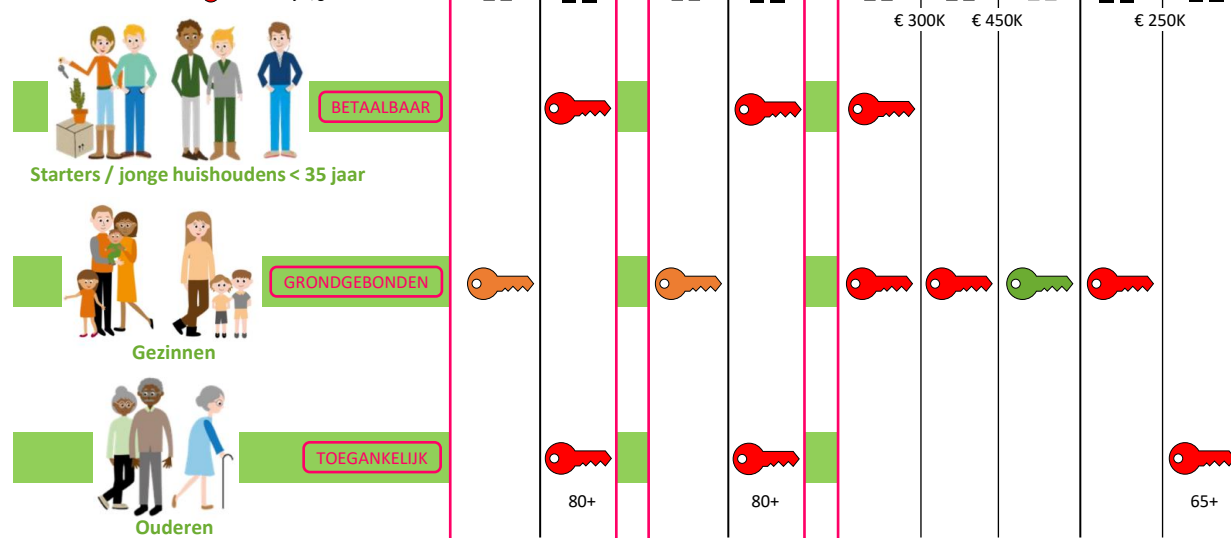 € 300K € 450K € 250K
BETAALBAAR
Starters / jonge huishoudens < 35 jaar
GRONDGEBONDEN
Gezinnen
TOEGANKELIJK
80+ 80+ 65+
Ouderen